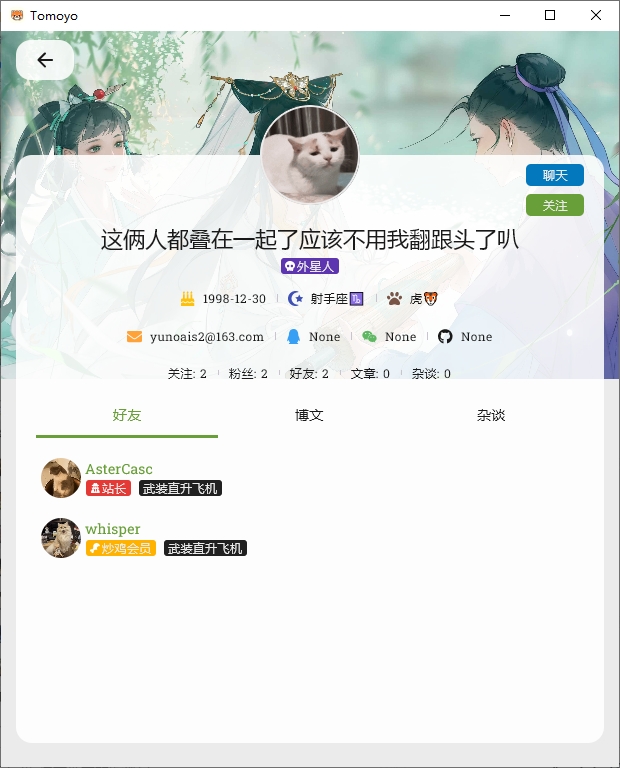 Tomoyo
聊天
关注
这俩人都叠在一起了应该不用我翻跟头了叭
外星人
1998-12-30 射手座 虎
yunoais2@163.com None None None
关注: 2 粉丝: 2 好友: 2 文章: 0 杂谈: 0
好友 博文 杂谈
AsterCasc
站长 武装直升飞机
whisper
炒鸡会员 武装直升飞机